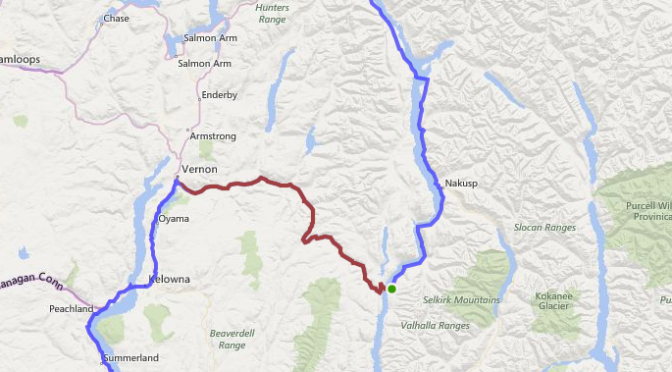 Hunters
Range
Chase
Salmon Arm
amloops
Salmon Arm
Enderby
Armstrong
Vernon
Nakusp
Purcell Wil
Provincia
Oyama
Slocan Ranges
anagan Conn
Kelowna
Selkirk Mountains
Kokanee
Glacier
Pu
Peachland
Valhalla Ranges
Beaverdell
Range
Summerland